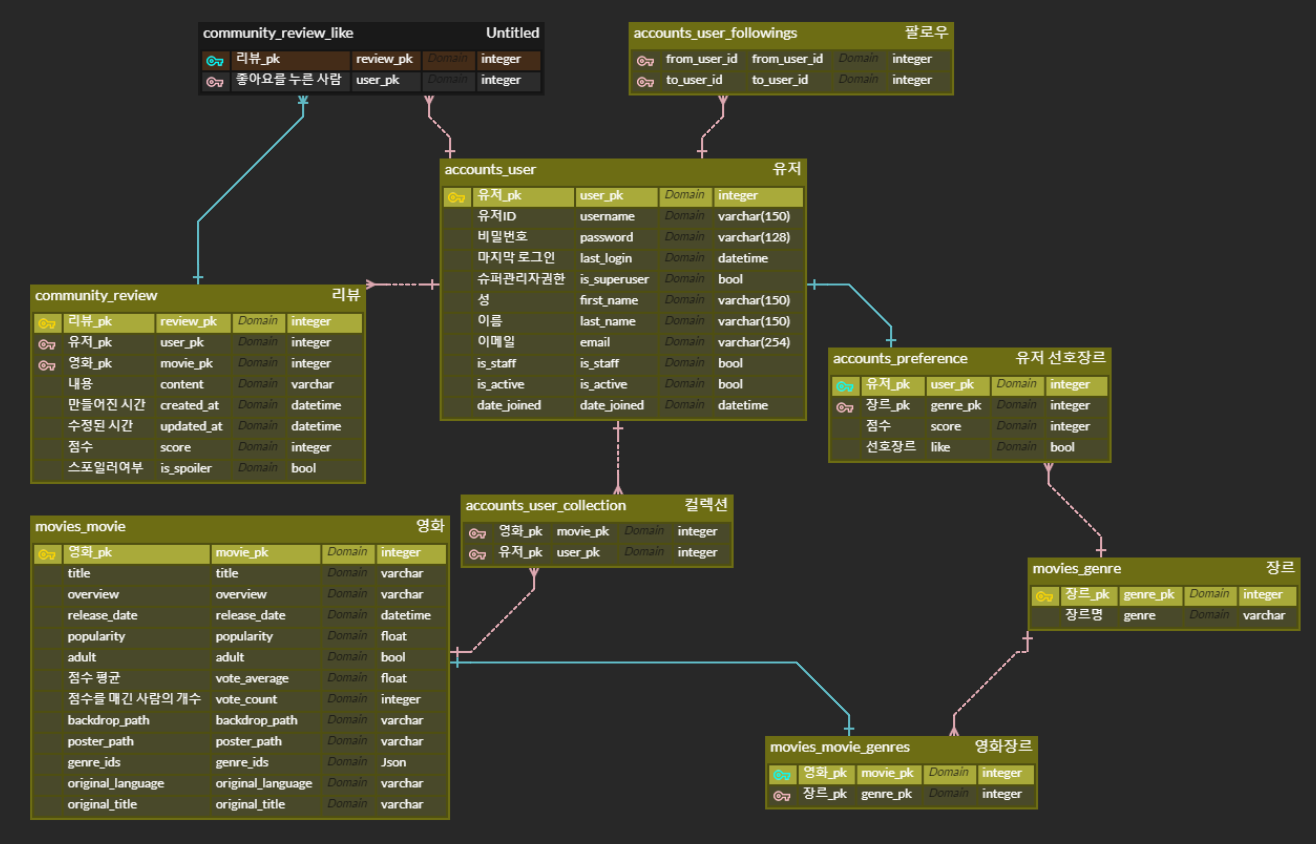 community_review_like Untitled
리뷰_pk review_pk Domain integer
좋아요를 누른 사람 user_pk Domain integer
accounts_user_followings 팔로우
from_user_id from_user_id Domain integer
to_user_id to_user_id Domain integer
accounts_user 유저
유저_pk user_pk Domain integer
유저ID username Domain varchar(150)
비밀번호 password Domain varchar(128)
마지막 로그인 last_login Domain datetime
슈퍼관리자권한 is_superuser Domain bool
성 first_name Domain varchar(150)
이름 last_name Domain varchar(150)
이메일 email Domain varchar(254)
is_staff is_staff Domain bool
is_active is_active Domain bool
date_joined date_joined Domain datetime
community_review 리뷰
리뷰_pk review_pk Domain integer
유저_pk user_pk Domain integer
영화_pk movie_pk Domain integer
내용 content Domain varchar
만들어진 시간 created_at Domain datetime
수정된 시간 updated_at Domain datetime
점수 score Domain integer
스포일러여부 is_spoiler Domain bool
accounts_preference 유저 선호장르
유저_pk user_pk Domain integer
장르_pk genre_pk Domain integer
점수 score Domain integer
선호장르 like Domain bool
accounts_user_collection 컬렉션
영화_pk movie_pk Domain integer
유저_pk user_pk Domain integer
movies_movie 영화
영화_pk movie_pk Domain integer
title title Domain varchar
overview overview Domain varchar
release_date release_date Domain datetime
popularity popularity Domain float
adult adult Domain bool
점수 평균 vote_average Domain float
점수를 매긴 사람의 개수 vote_count Domain integer
backdrop_path backdrop_path Domain varchar
poster_path poster_path Domain varchar
genre_ids genre_ids Domain Json
original_language original_language Domain varchar
original_title original_title Domain varchar
movies_genre 장르
장르_pk genre_pk Domain integer
장르명 genre Domain varchar
movies_movie_genres 영화장르
영화_pk movie_pk Domain integer
장르_pk genre_pk Domain integer